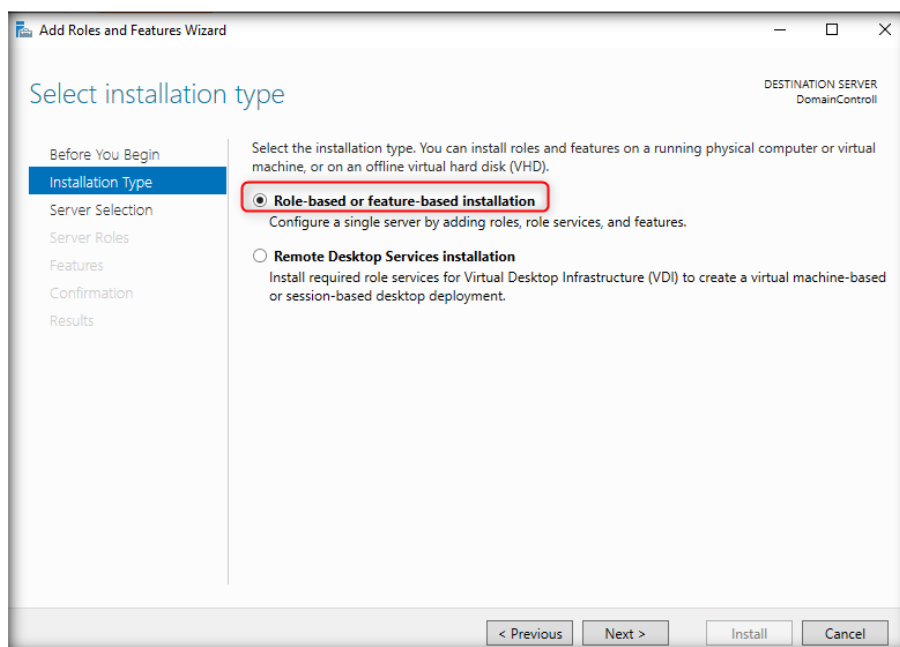 Add Roles and Features Wizard
Select installation type
DESTINATION SERVER
DomainControll
Before You Begin
Installation Type
Server Selection
Server Roles
Features
Confirmation
Results
Select the installation type. You can install roles and features on a running physical computer or virtual
machine, or on an offline virtual hard disk (VHD).
Role-based or feature-based installation
Configure a single server by adding roles, role services, and features.
Remote Desktop Services installation
Install required role services for Virtual Desktop Infrastructure (VDI) to create a virtual machine-based
or session-based desktop deployment.
< Previous
Next >
Install
Cancel